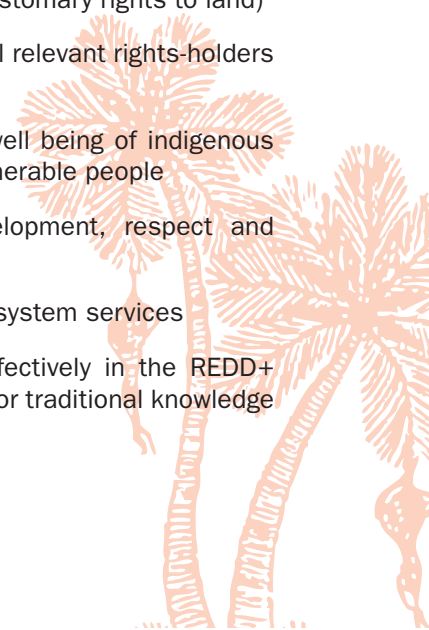 stomary rights to land)
l relevant rights-holders
well being of indigenous
nerable people
elopment, respect and
system services
fectively in the REDD+
or traditional knowledge